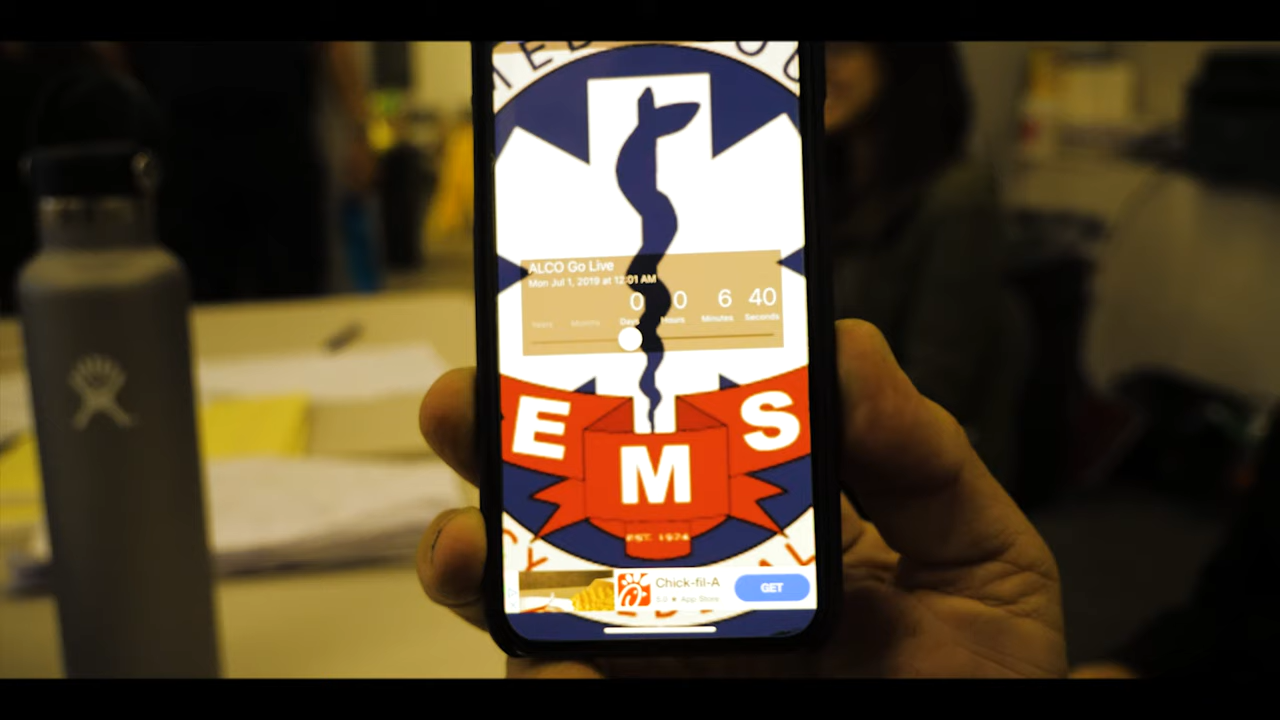 ALCO Go Live
Mon Jul 1, 2019 at 12:01 AM
0 0 6 40
Years Months Days Hours Minutes Seconds
E M S
EST. 1974
Chick-fil-A
App Store
GET